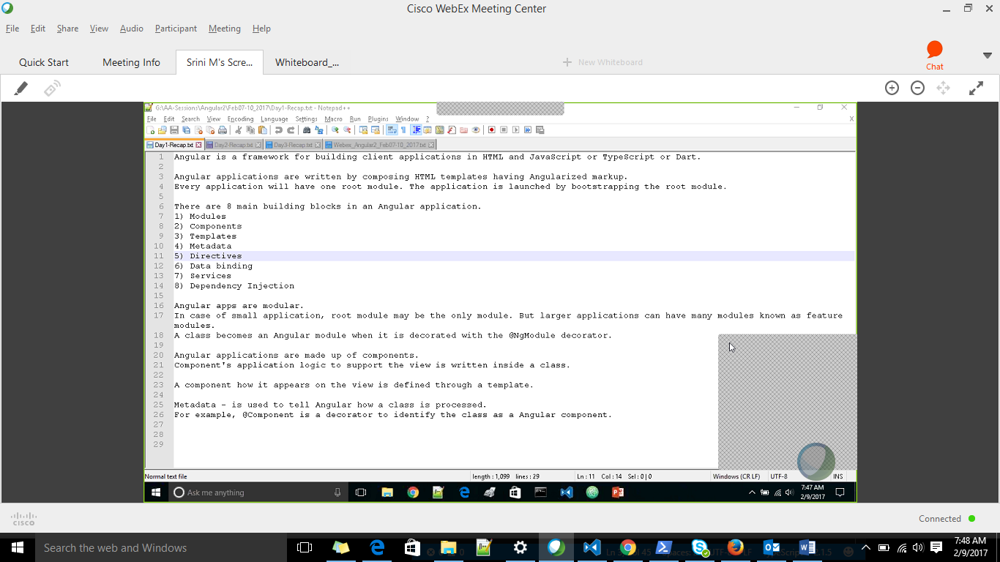 Cisco WebEx Meeting Center
File Edit Share View Audio Participant Meeting Help
Quick Start Meeting Info Srini M's Scre... Whiteboard_... New Whiteboard Chat
G:\AA-Sessions\Angular2\Feb07-10_2017\Day1-Recap.txt - Notepad++
File Edit Search View Encoding Language Settings Macro Run Plugins Window ? X
Day1-Recap.txt Day2-Recap.txt Day3-Recap.txt Webex_Angular2_Feb07-10_2017.txt
1 Angular is a framework for building client applications in HTML and JavaScript or TypeScript or Dart.
2
3 Angular applications are written by composing HTML templates having Angularized markup.
4 Every application will have one root module. The application is launched by bootstrapping the root module.
5
6 There are 8 main building blocks in an Angular application.
7 1) Modules
8 2) Components
9 3) Templates
10 4) Metadata
11 5) Directives
12 6) Data binding
13 7) Services
14 8) Dependency Injection
15
16 Angular apps are modular.
17 In case of small application, root module may be the only module. But larger applications can have many modules known as feature
modules.
18 A class becomes an Angular module when it is decorated with the @NgModule decorator.
19
20 Angular applications are made up of components.
21 Component's application logic to support the view is written inside a class.
22
23 A component how it appears on the view is defined through a template.
24
25 Metadata - is used to tell Angular how a class is processed.
26 For example, @Component is a decorator to identify the class as a Angular component.
27
28
29
Normal text file length : 1,099 lines : 29 Ln : 11 Col : 14 Sel : 0 | 0 Windows (CR LF) UTF-8 INS
Ask me anything 7:47 AM
2/9/2017
CISCO Connected
Search the web and Windows 7:48 AM
2/9/2017